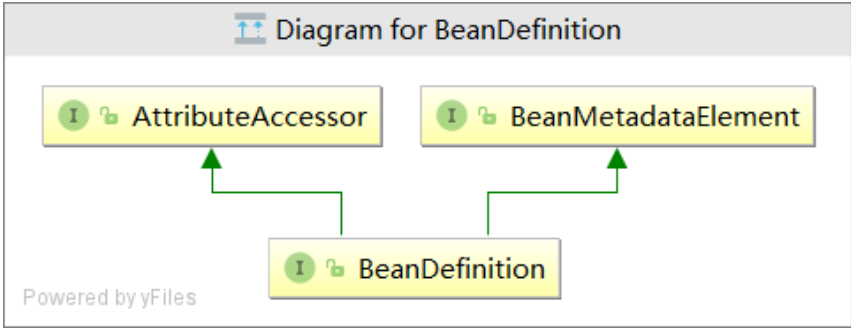 Diagram for BeanDefinition
I AttributeAccessor
I BeanMetadataElement
I BeanDefinition
Powered by yFiles